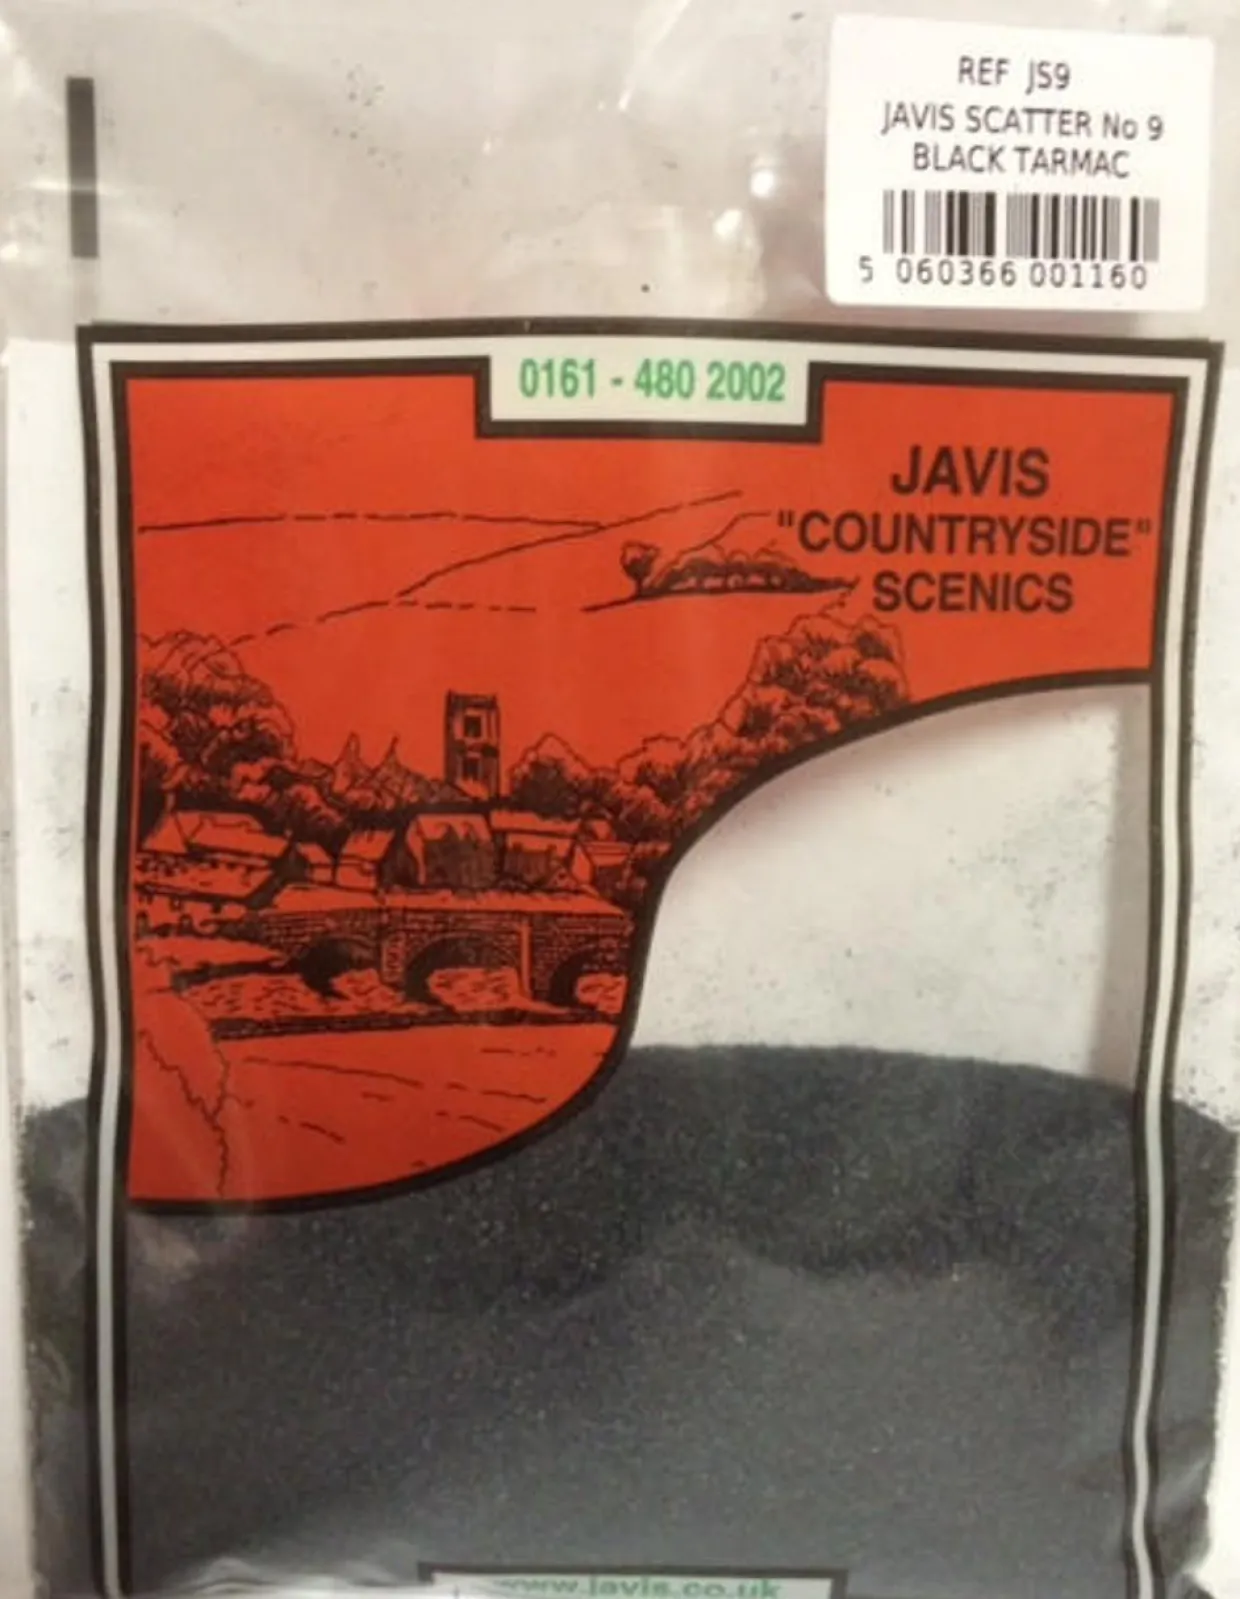 REF JS9
JAVIS SCATTER No 9
BLACK TARMAC
5 060366 001160
0161 - 480 2002
JAVIS
"COUNTRYSIDE"
SCENICS
www.javis.co.uk